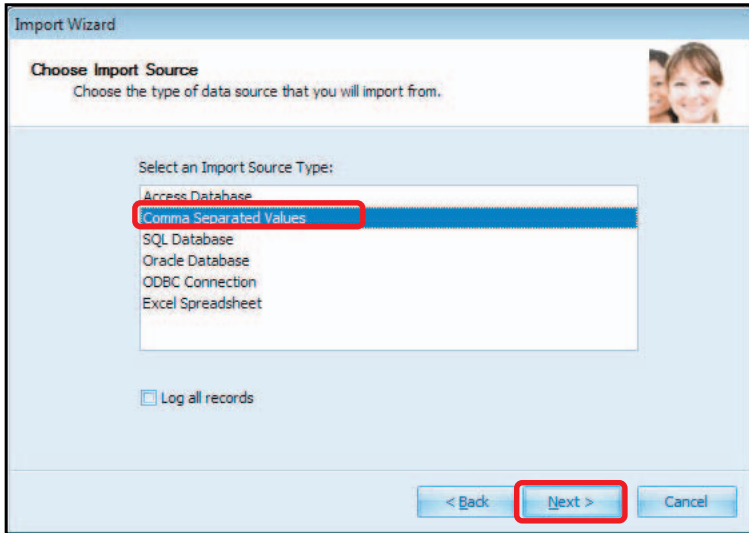 Import Wizard
Choose Import Source
Choose the type of data source that you will import from.
Select an Import Source Type:
Access Database
Comma Separated Values
SQL Database
Oracle Database
ODBC Connection
Excel Spreadsheet
Log all records
< Back Next > Cancel